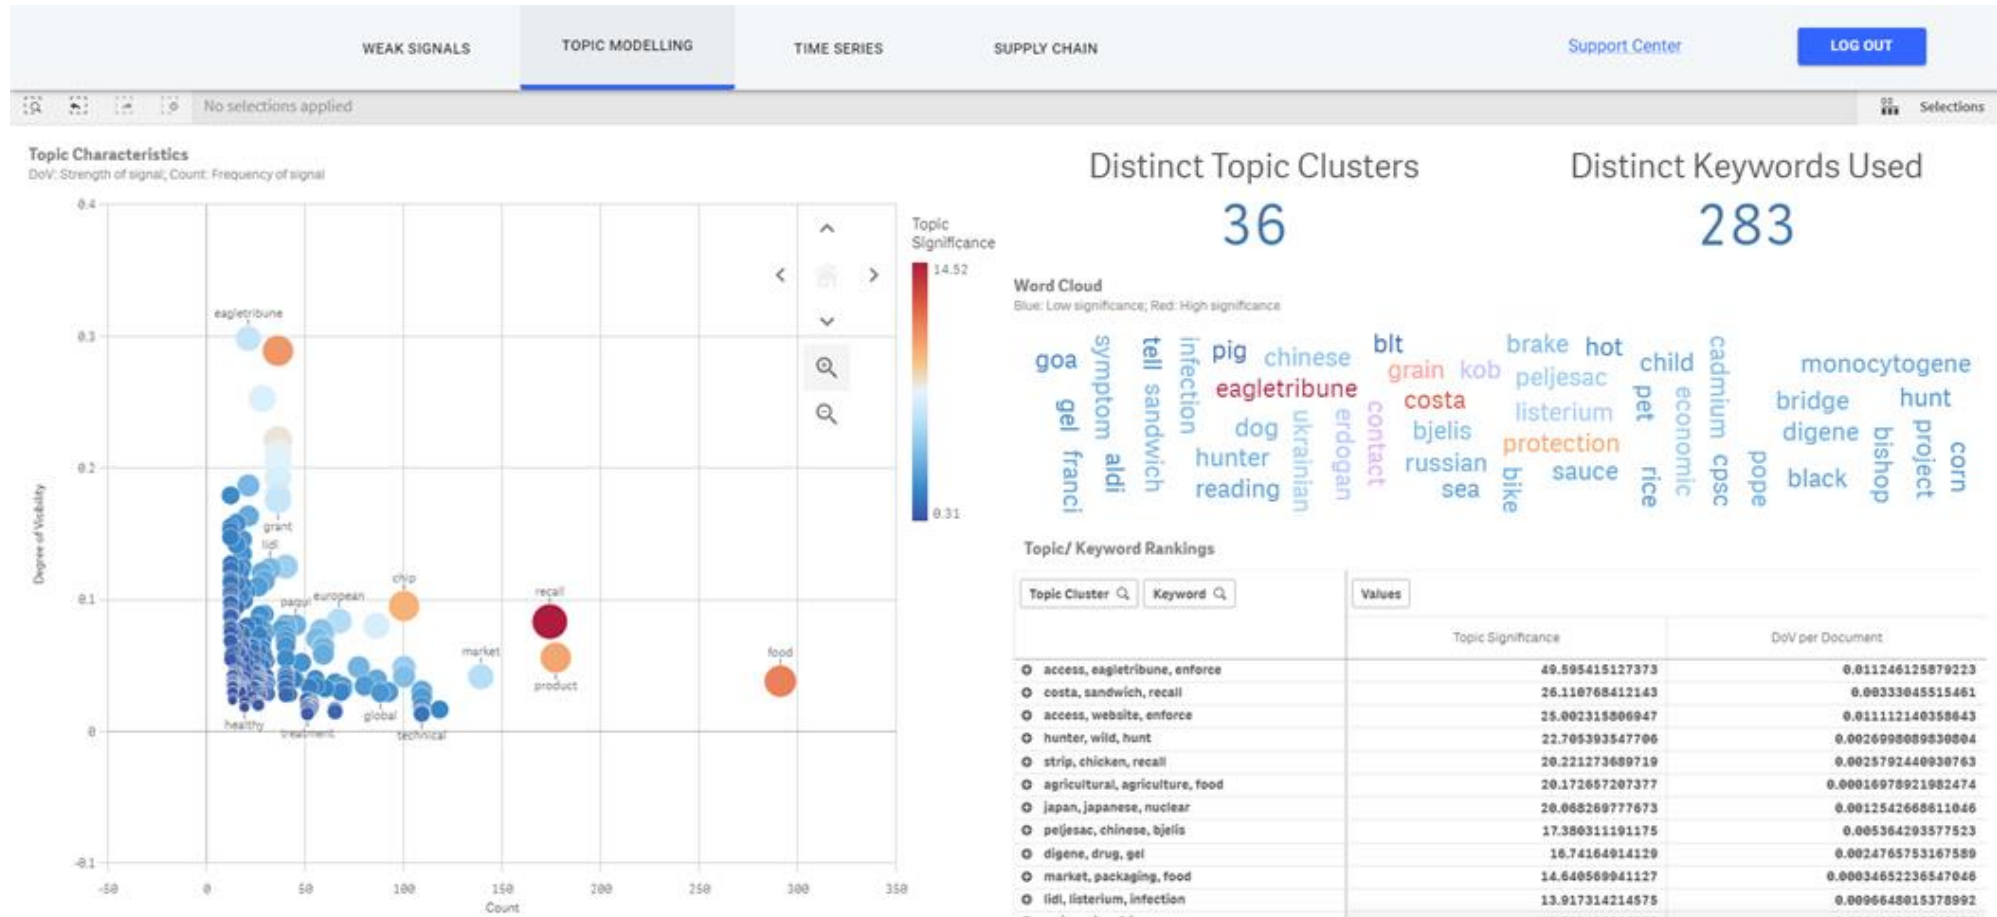 WEAK SIGNALS
TOPIC MODELLING
TIME SERIES
SUPPLY CHAIN
Support Center
LOG OUT
No selections applied
Selections
Topic Characteristics
DoV: Strength of signal; Count: Frequency of signal
0.4
0.3
0.2
0.1
0
-0.1
Degree of Visibility
-50 0 50 100 150 200 250 300 350
Count
eagletribune
grant
lidl
chip
paqui european
recall
market
food
product
healthy
treatment
global
technical
Topic
Significance
14.52
0.31
Distinct Topic Clusters
36
Distinct Keywords Used
283
Word Cloud
Blue: Low significance; Red: High significance
goa
symptom
tell
infection
pig
chinese
blt
brake
hot
child
cadmium
monocytogene
eagletribune
grain
kob
peljesac
costa
gel
sandwich
dog
ukrainian
erdogan
contact
bjelis
listerium
protection
pet
economic
bridge
hunt
digene
bishop
project
corn
franci
aldi
hunter
reading
russian
sea
bike
sauce
rice
cpsc
pope
black
Topic/ Keyword Rankings
Topic Cluster
Keyword
Values
Topic Significance
DoV per Document
access, eagletribune, enforce 49.595415127373 0.011246125879223
costa, sandwich, recall 26.110768412143 0.00333045515461
access, website, enforce 25.002315806947 0.011112140358643
hunter, wild, hunt 22.705393547706 0.0026998089830804
strip, chicken, recall 20.221273689719 0.0025792440930763
agricultural, agriculture, food 20.172657207377 0.00016978921982474
japan, japanese, nuclear 20.068269777673 0.0012542668611046
peljesac, chinese, bjelis 17.380311191175 0.005364293577523
digene, drug, gel 16.74164914129 0.0024765753167589
market, packaging, food 14.640569941127 0.00034652236547046
lidl, listerium, infection 13.917314214575 0.0096648015378992